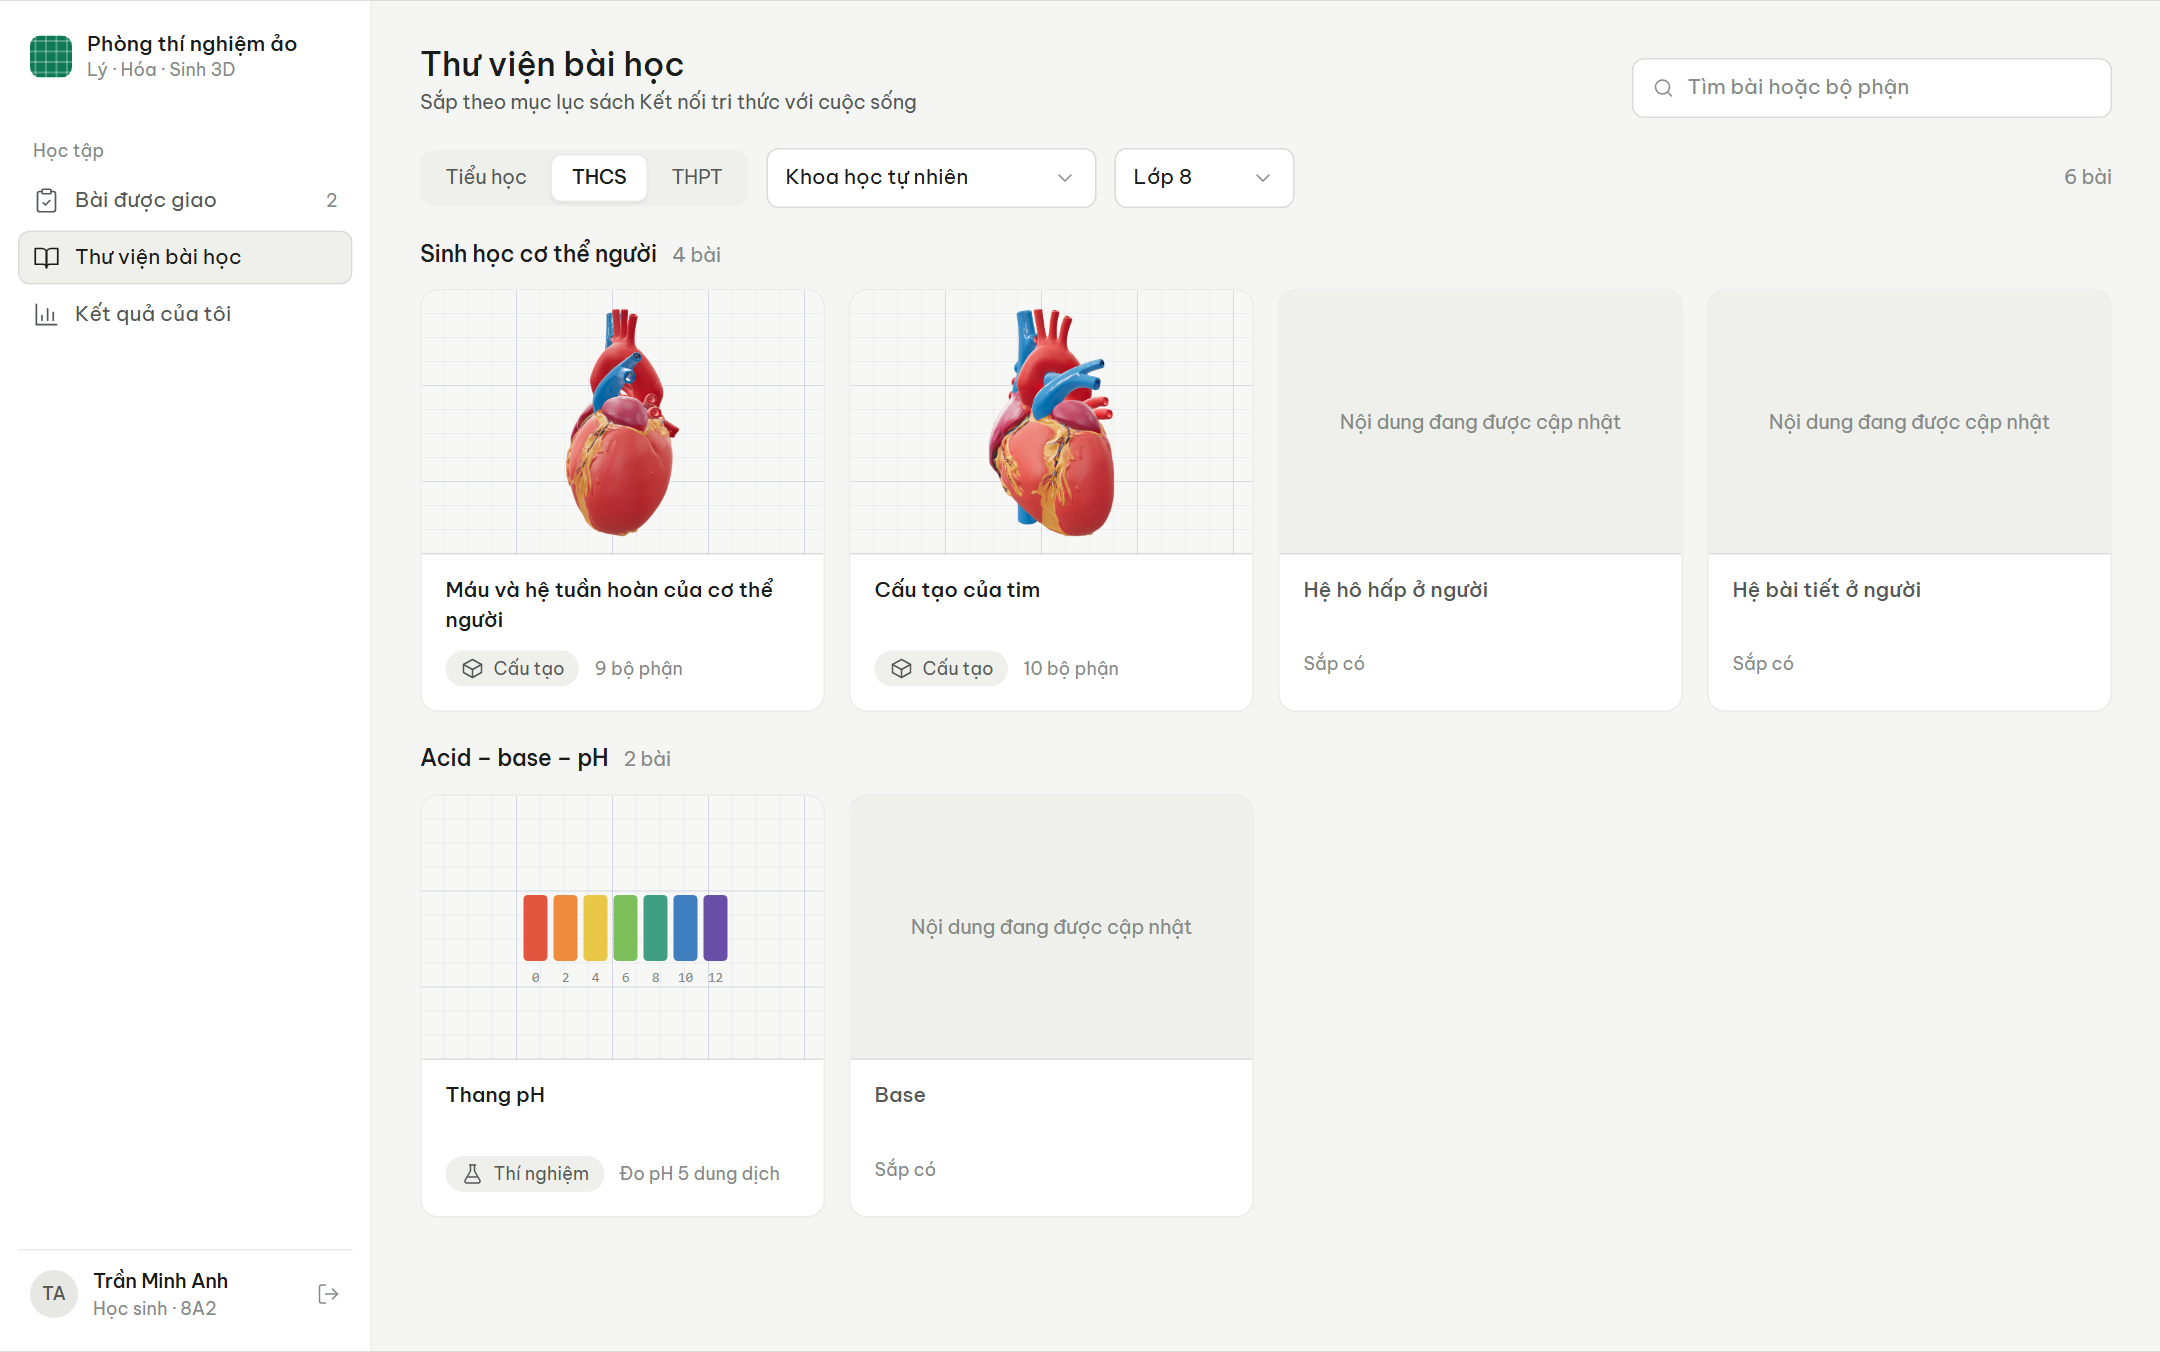 Phòng thí nghiệm ảo
Lý · Hóa · Sinh 3D
Học tập
Bài được giao 2
Thư viện bài học
Kết quả của tôi
Trần Minh Anh
TA
Học sinh · 8A2
Thư viện bài học
Sắp theo mục lục sách Kết nối tri thức với cuộc sống
Tìm bài hoặc bộ phận
Tiểu học THCS THPT Khoa học tự nhiên Lớp 8 6 bài
Sinh học cơ thể người 4 bài
Nội dung đang được cập nhật
Nội dung đang được cập nhật
Máu và hệ tuần hoàn của cơ thể
người
Cấu tạo 9 bộ phận
Cấu tạo của tim
Cấu tạo 10 bộ phận
Hệ hô hấp ở người
Sắp có
Hệ bài tiết ở người
Sắp có
Acid – base – pH 2 bài
0 2 4 6 8 10 12
Thang pH
Thí nghiệm Đo pH 5 dung dịch
Nội dung đang được cập nhật
Base
Sắp có